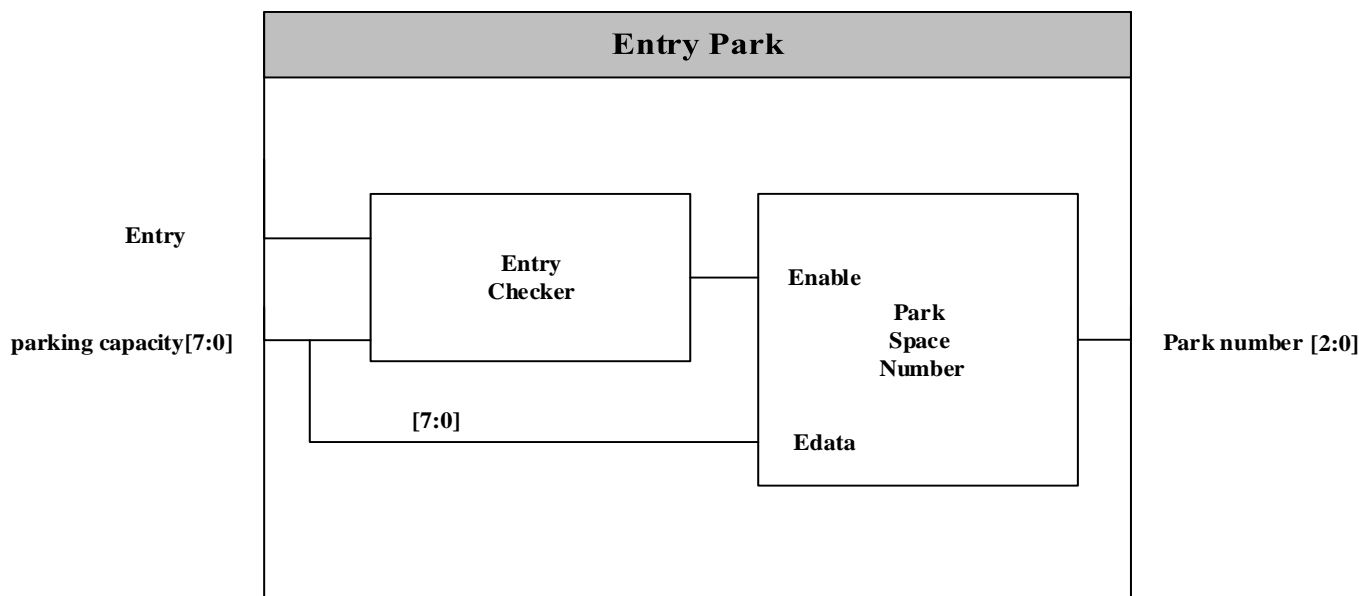 Entry Park
Entry
Entry
Checker
Enable
Park
Space
Number
parking capacity[7:0]
Park number [2:0]
[7:0]
Edata